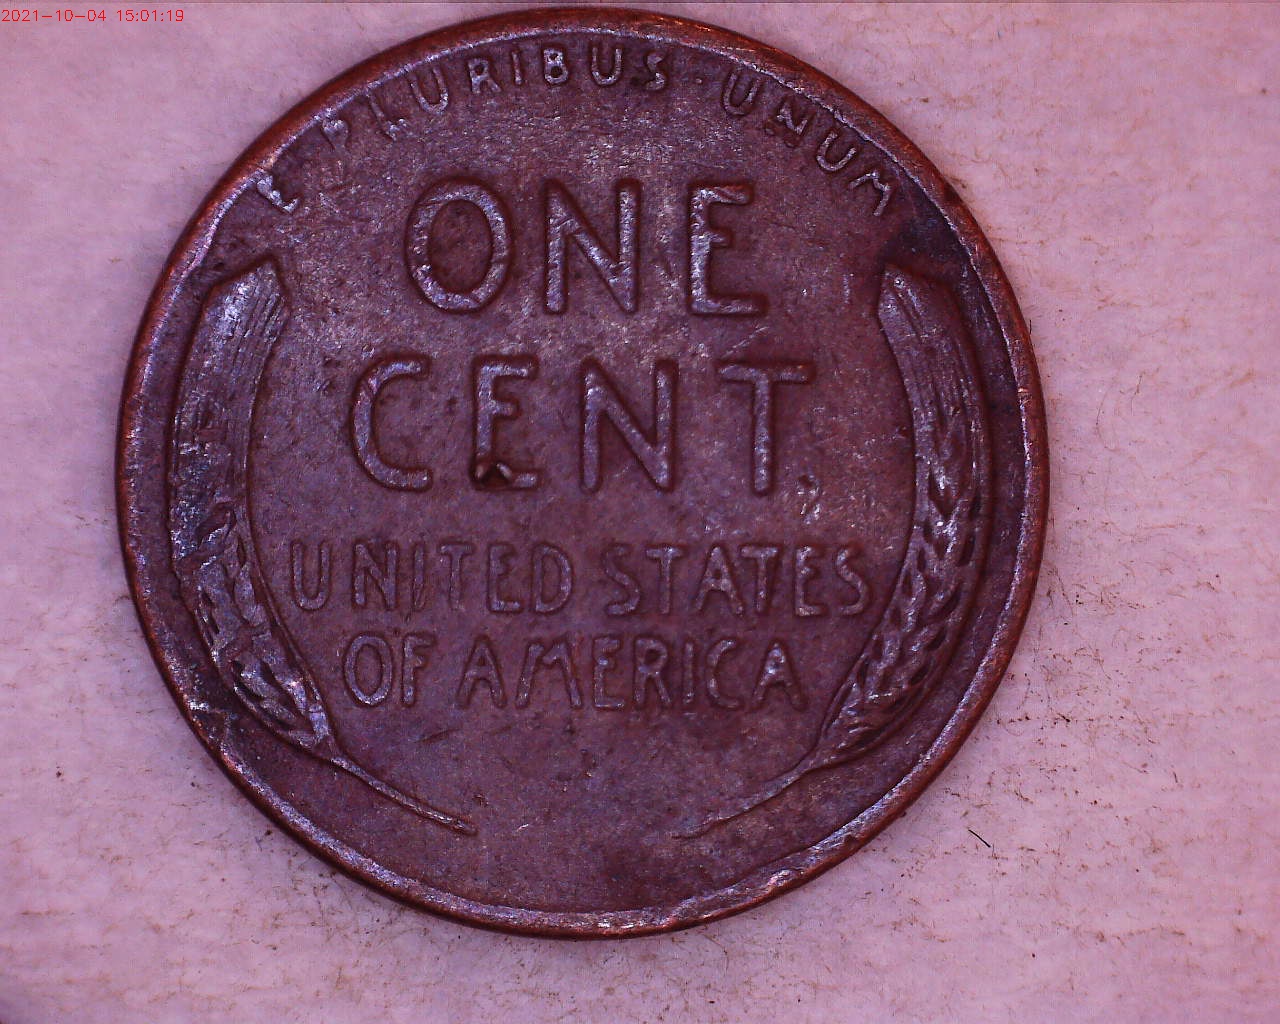 2021-10-04 15:01:19
E PLURIBUS · UNUM
ONE
CENT
UNITED STATES
OF AMERICA